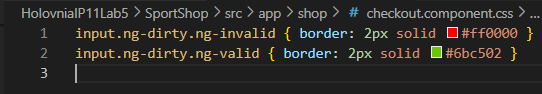 HolovniaIP11Lab5 > SportShop > src > app > shop > # checkout.component.css > ...
1 input.ng-dirty.ng-invalid { border: 2px solid #ff0000 }
2 input.ng-dirty.ng-valid { border: 2px solid #6bc502 }
3